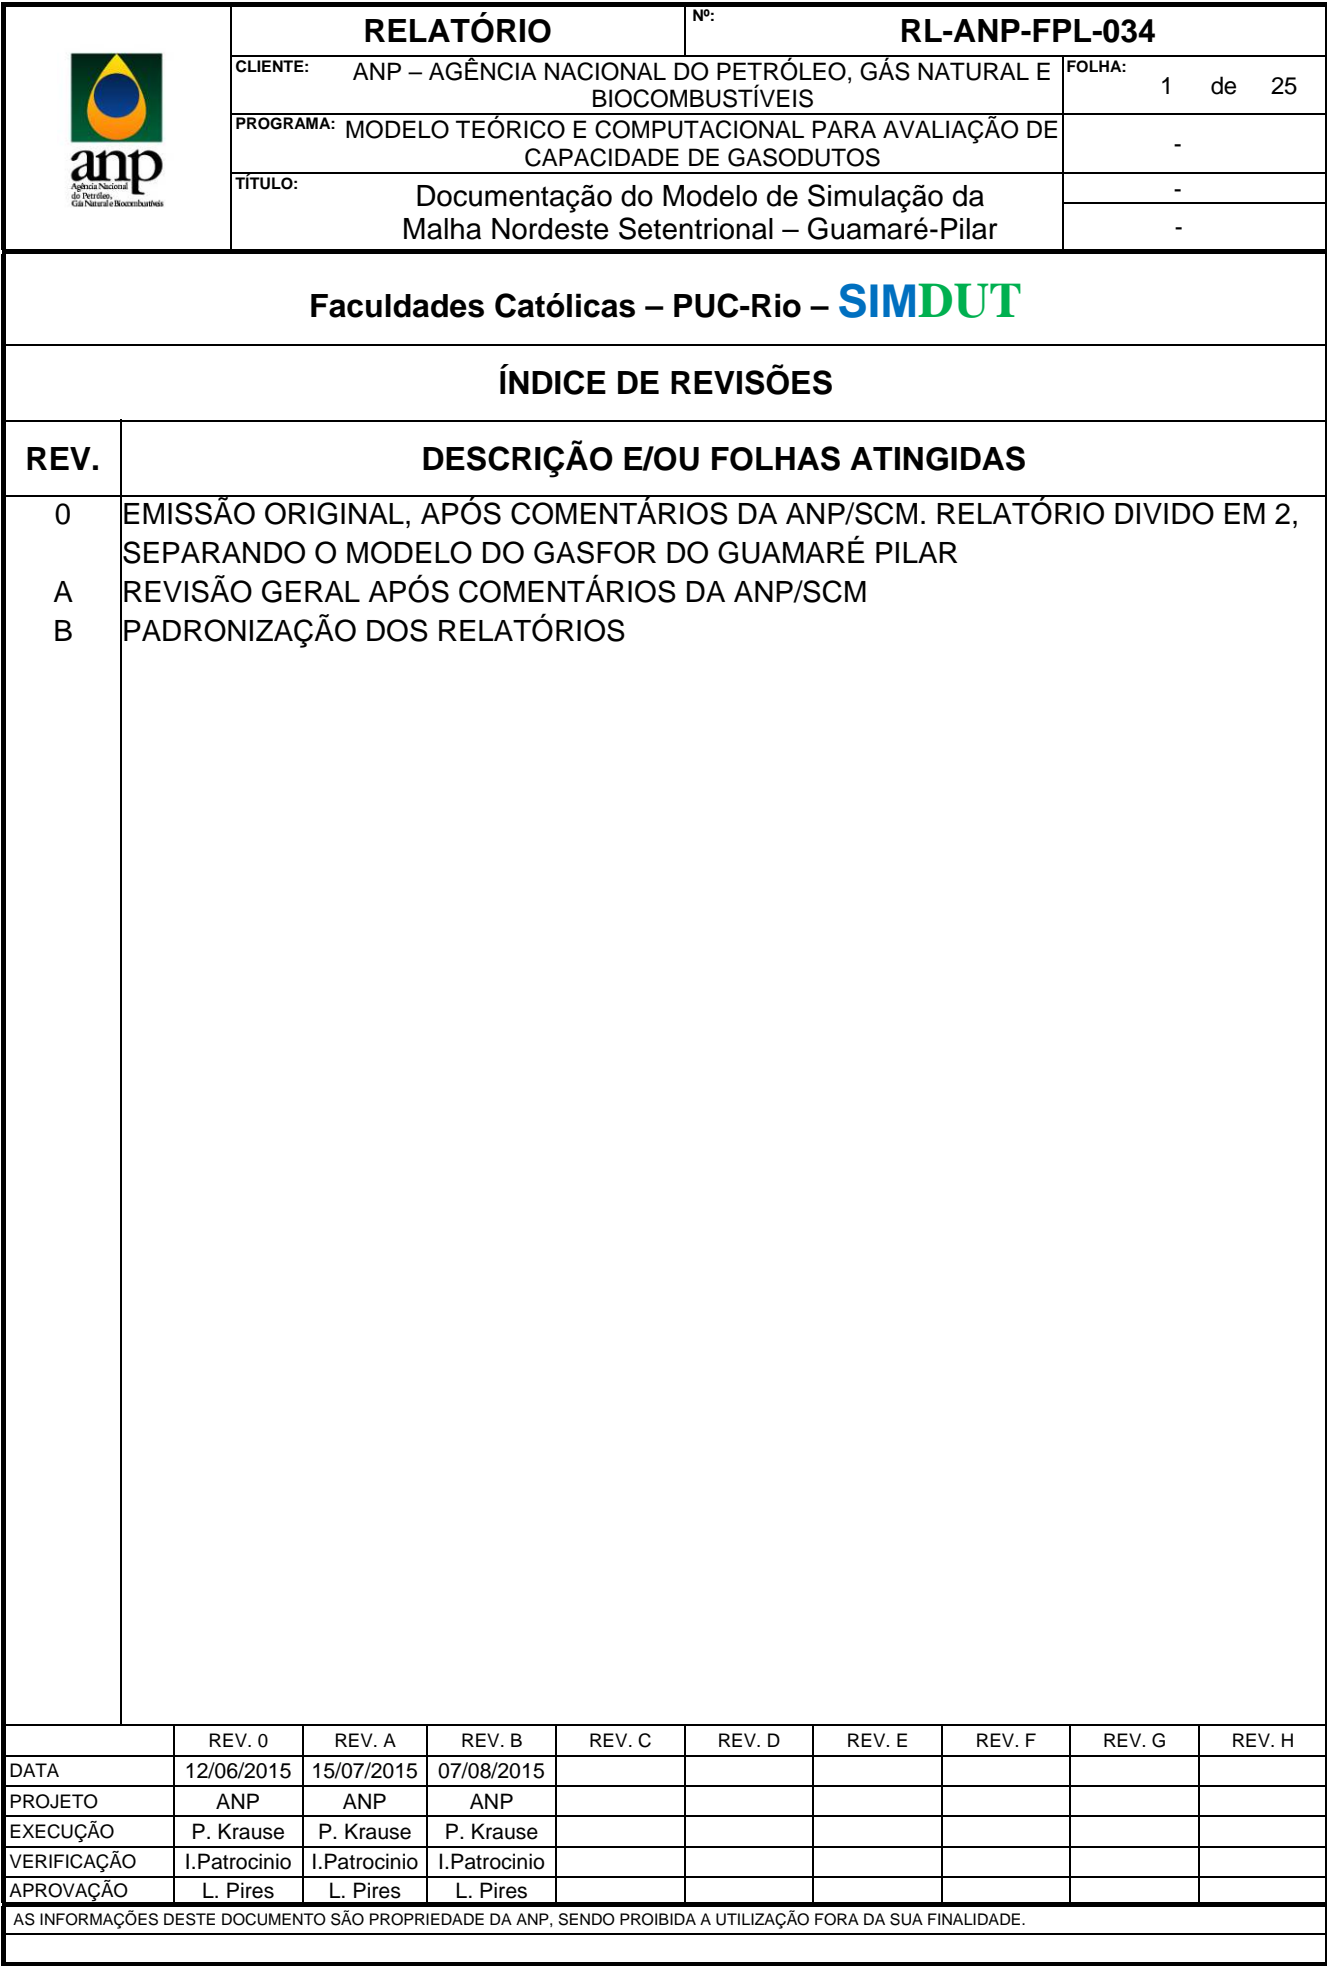 anp
Agência Nacional
do Petróleo,
Gás Natural e Biocombustíveis
RELATÓRIO
Nº:
RL-ANP-FPL-034
CLIENTE:
ANP – AGÊNCIA NACIONAL DO PETRÓLEO, GÁS NATURAL E
BIOCOMBUSTÍVEIS
FOLHA:
1 de 25
PROGRAMA:
MODELO TEÓRICO E COMPUTACIONAL PARA AVALIAÇÃO DE
CAPACIDADE DE GASODUTOS
-
TÍTULO:
Documentação do Modelo de Simulação da
Malha Nordeste Setentrional – Guamaré-Pilar
-
-
Faculdades Católicas – PUC-Rio – SIMDUT
ÍNDICE DE REVISÕES
REV. DESCRIÇÃO E/OU FOLHAS ATINGIDAS
0 EMISSÃO ORIGINAL, APÓS COMENTÁRIOS DA ANP/SCM. RELATÓRIO DIVIDO EM 2,
SEPARANDO O MODELO DO GASFOR DO GUAMARÉ PILAR
A REVISÃO GERAL APÓS COMENTÁRIOS DA ANP/SCM
B PADRONIZAÇÃO DOS RELATÓRIOS
REV. 0 REV. A REV. B REV. C REV. D REV. E REV. F REV. G REV. H
DATA 12/06/2015 15/07/2015 07/08/2015
PROJETO ANP ANP ANP
EXECUÇÃO P. Krause P. Krause P. Krause
VERIFICAÇÃO I.Patrocinio I.Patrocinio I.Patrocinio
APROVAÇÃO L. Pires L. Pires L. Pires
AS INFORMAÇÕES DESTE DOCUMENTO SÃO PROPRIEDADE DA ANP, SENDO PROIBIDA A UTILIZAÇÃO FORA DA SUA FINALIDADE.